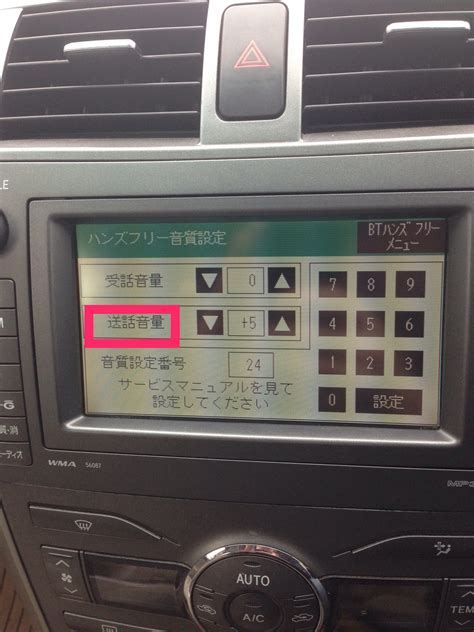 ハンズフリー音質設定
BTハンズ フリー
メニュー
受話音量 ▼ 0 ▲
7 8 9
送話音量 ▼ +5 ▲
4 5 6
音質設定番号 24
1 2 3
サービスマニュアルを見て
設定してください
0 設定
WMA 56087
AUTO
A/C